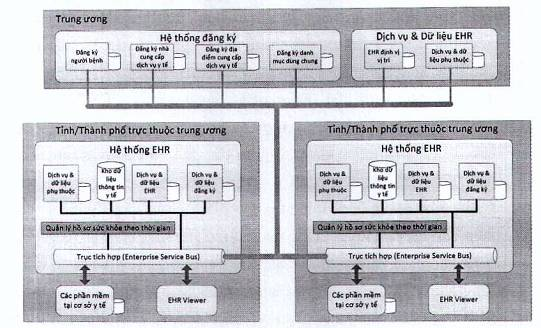 Trung ương
Hệ thống đăng ký
Dịch vụ & Dữ liệu EHR
Đăng ký
người bệnh
Đăng ký nhà
cung cấp
dịch vụ y tế
Đăng ký địa
điểm cung cấp
dịch vụ y tế
Đăng ký danh
mục dùng chung
EHR định vị
vị trí
Dịch vụ & dữ
liệu phụ thuộc
Tỉnh/Thành phố trực thuộc trung ương
Hệ thống EHR
Dịch vụ &
dữ liệu
phụ thuộc
Kho dữ
liệu
thông tin
y tế
Dịch vụ &
dữ liệu
EHR
Dịch vụ &
dữ liệu
đăng ký
Quản lý hồ sơ sức khỏe theo thời gian
Trục tích hợp (Enterprise Service Bus)
Các phần mềm
tại cơ sở y tế
EHR Viewer
Tỉnh/Thành phố trực thuộc trung ương
Hệ thống EHR
Dịch vụ &
dữ liệu
phụ thuộc
Kho dữ
liệu
thông tin
y tế
Dịch vụ &
dữ liệu
EHR
Dịch vụ &
dữ liệu
đăng ký
Quản lý hồ sơ sức khỏe theo thời gian
Trục tích hợp (Enterprise Service Bus)
Các phần mềm
tại cơ sở y tế
EHR Viewer